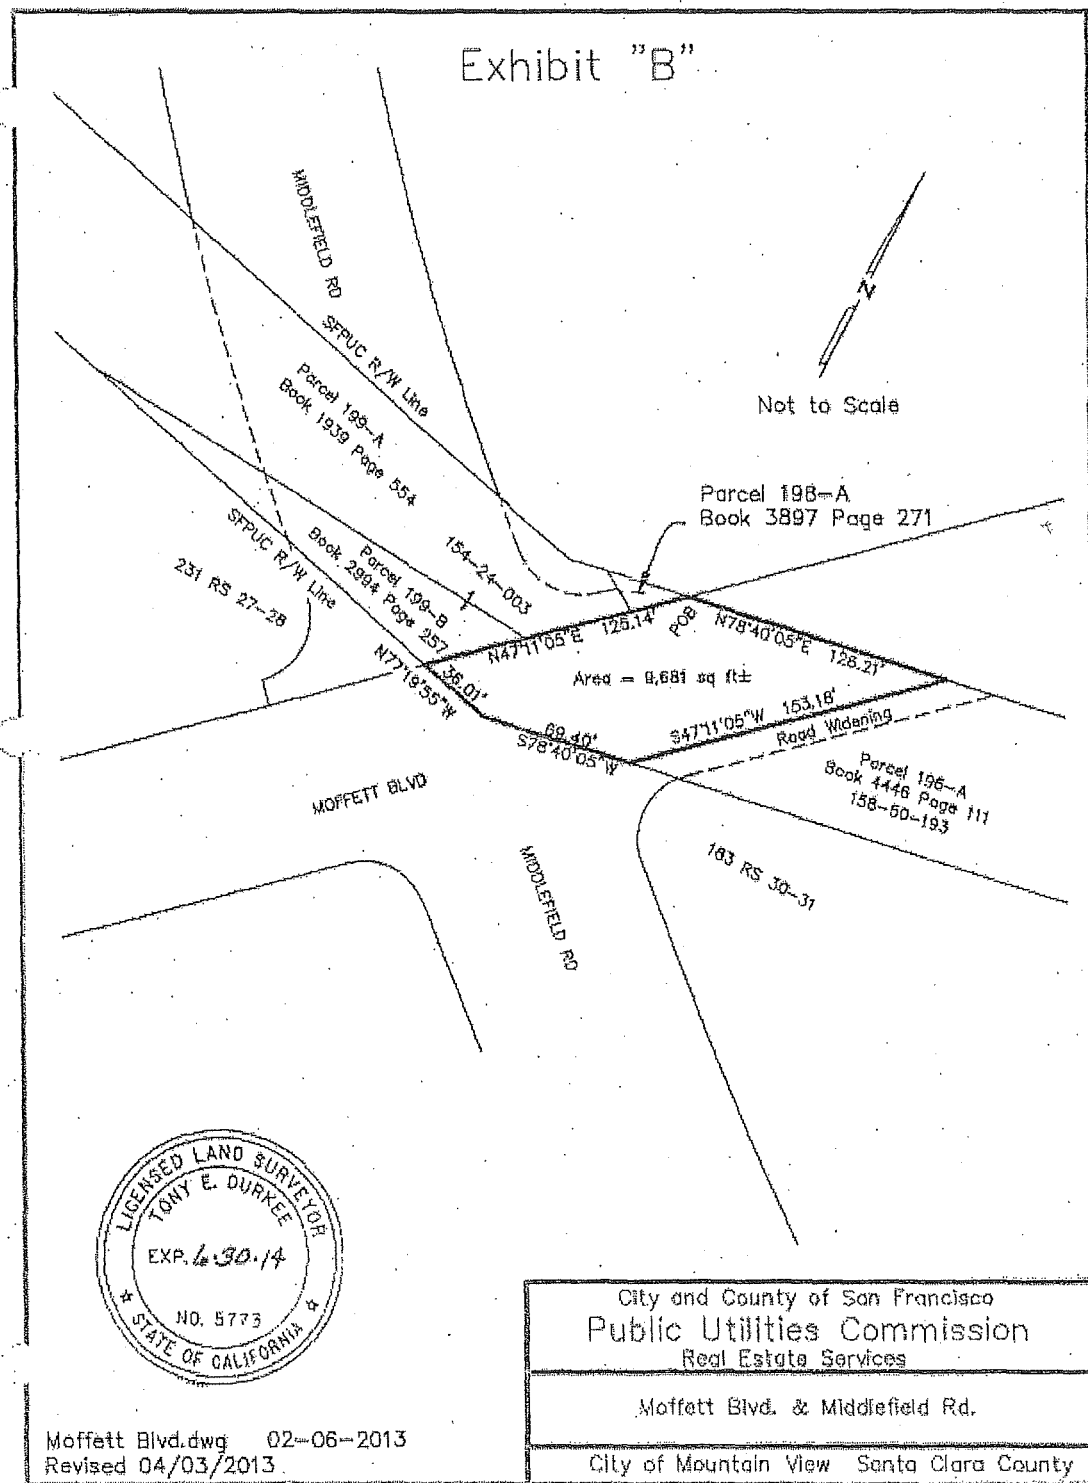 Exhibit "B"
MIDDLEFIELD RD
SFPUC R/W Line
N
Not to Scale
Parcel 199-A
Book 1939 Page 554
Parcel 198-A
Book 3897 Page 271
SFPUC R/W Line
Parcel 199-B
Book 2994 Page 257
154-24-003
231 RS 27-28
N47°11'05"E 125.14'
POB
N78°40'05"E 128.21'
N77°19'55"W
36.01'
Area = 9,681 sq ft±
69.40'
S78°40'05"W
S47°11'05"W 153.18'
Road Widening
Parcel 196-A
Book 4446 Page 111
158-50-193
MOFFETT BLVD
MIDDLEFIELD RD
183 RS 30-31
LICENSED LAND SURVEYOR
TONY E. DURKEE
EXP. 6-30-14
NO. 5773
STATE OF CALIFORNIA
City and County of San Francisco
Public Utilities Commission
Real Estate Services
Moffett Blvd. & Middlefield Rd.
Moffett Blvd.dwg 02-06-2013
Revised 04/03/2013
City of Mountain View Santa Clara County